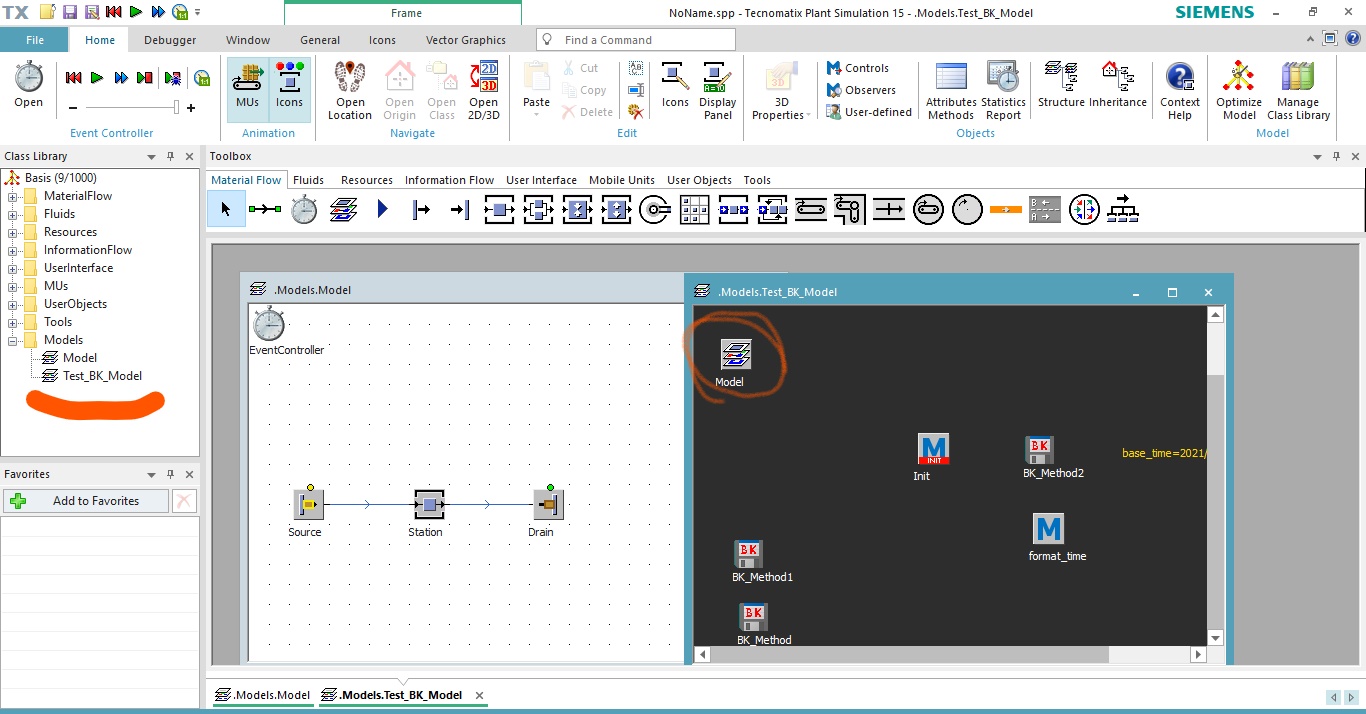 TX
Frame
NoName.spp - Tecnomatix Plant Simulation 15 - .Models.Test_BK_Model
SIEMENS
File Home Debugger Window General Icons Vector Graphics Find a Command
Open MUs Icons Open Location Open Origin Open Class Open 2D/3D Paste Cut Copy Delete Icons Display Panel 3D Properties Controls Observers User-defined Attributes Methods Statistics Report Structure Inheritance Context Help Optimize Model Manage Class Library
Event Controller Animation Navigate Edit Objects Model
Class Library
Toolbox
Basis (9/1000)
MaterialFlow
Fluids
Resources
InformationFlow
UserInterface
MUs
UserObjects
Tools
Models
Model
Test_BK_Model
Favorites
Add to Favorites
Material Flow Fluids Resources Information Flow User Interface Mobile Units User Objects Tools
.Models.Model
EventController
Source Station Drain
.Models.Test_BK_Model
Model
M INIT
Init
BK
BK_Method2
base_time=2021/
M
format_time
BK
BK_Method1
BK
BK_Method
.Models.Model .Models.Test_BK_Model